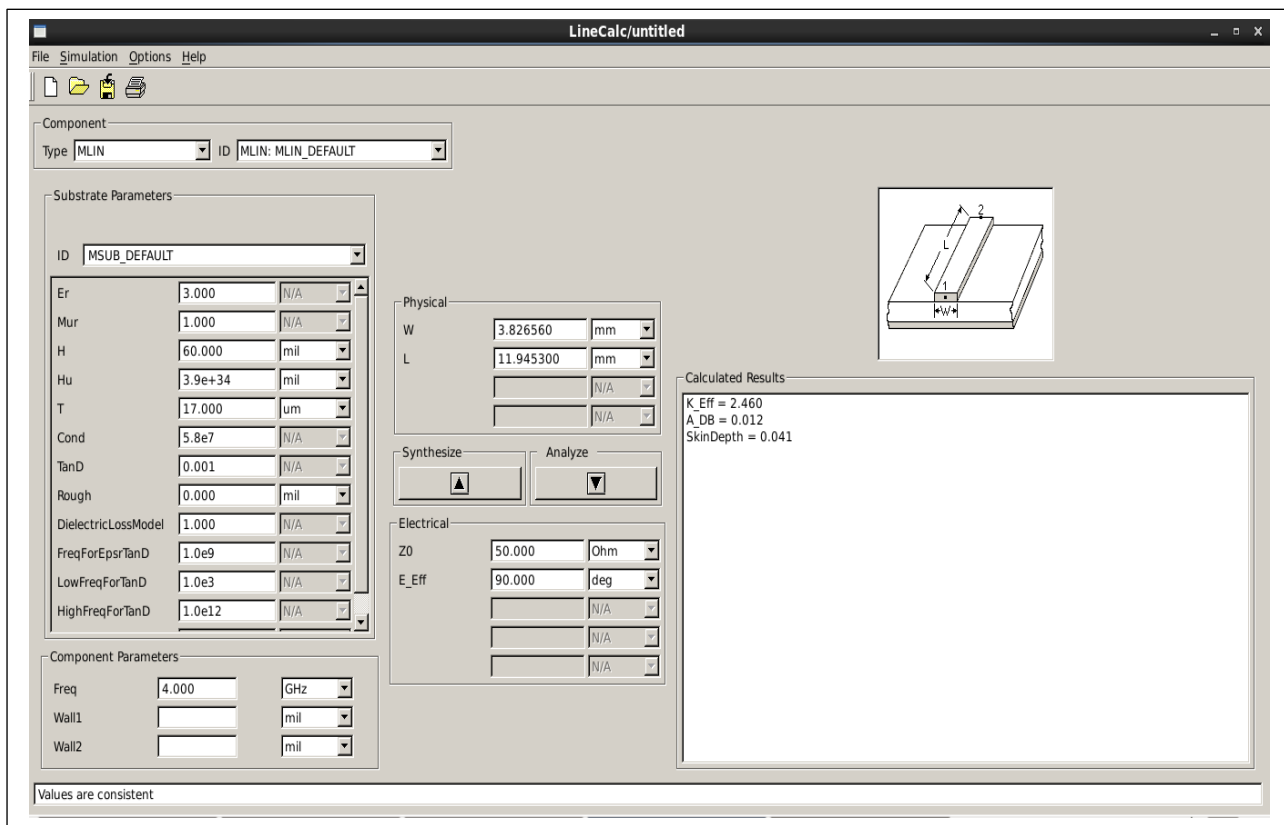 LineCalc/untitled
File Simulation Options Help
Component
Type MLIN ID MLIN: MLIN_DEFAULT
Substrate Parameters
ID MSUB_DEFAULT
Er 3.000 N/A
Mur 1.000 N/A
H 60.000 mil
Hu 3.9e+34 mil
T 17.000 um
Cond 5.8e7 N/A
TanD 0.001 N/A
Rough 0.000 mil
DielectricLossModel 1.000 N/A
FreqForEpsrTanD 1.0e9 N/A
LowFreqForTanD 1.0e3 N/A
HighFreqForTanD 1.0e12 N/A
Component Parameters
Freq 4.000 GHz
Wall1 mil
Wall2 mil
Physical
W 3.826560 mm
L 11.945300 mm
N/A
N/A
Synthesize Analyze
Electrical
Z0 50.000 Ohm
E_Eff 90.000 deg
N/A
N/A
N/A
2
L
1
W
Calculated Results
K_Eff = 2.460
A_DB = 0.012
SkinDepth = 0.041
Values are consistent